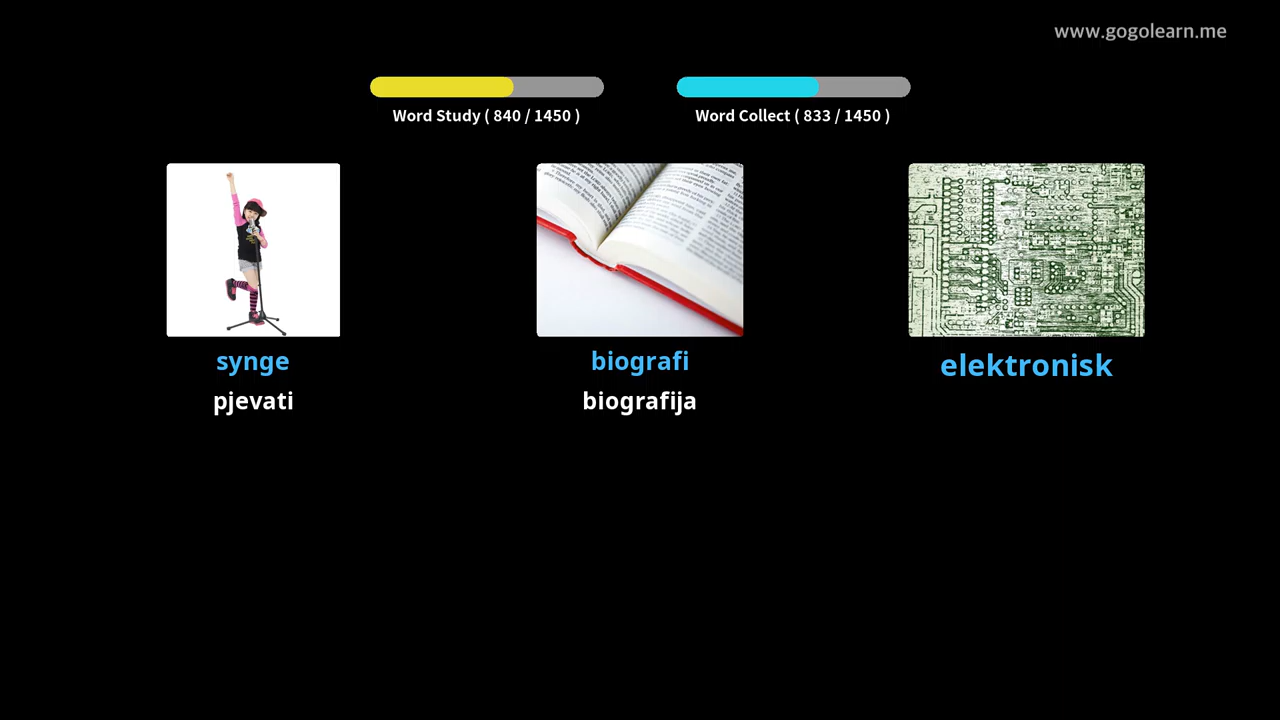 www.gogolearn.me
Word Study ( 840 / 1450 )
Word Collect ( 833 / 1450 )
synge
biografi
elektronisk
pjevati
biografija